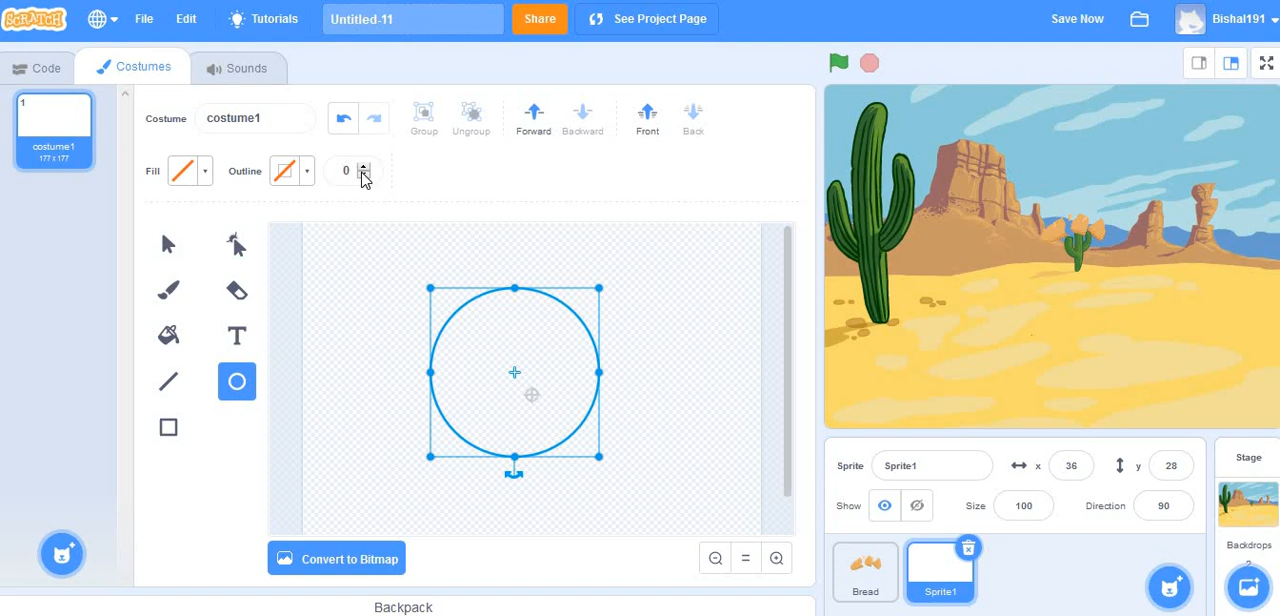 SCRATCH File Edit Tutorials Untitled-11 Share See Project Page Save Now Bishal191
Code Costumes Sounds
1
costume1
177 x 177
Costume costume1 Group Ungroup Forward Backward Front Back
Fill Outline 0
Convert to Bitmap
Backpack
Sprite Sprite1 x 36 y 28
Show Size 100 Direction 90
Bread Sprite1
Stage
Backdrops
2